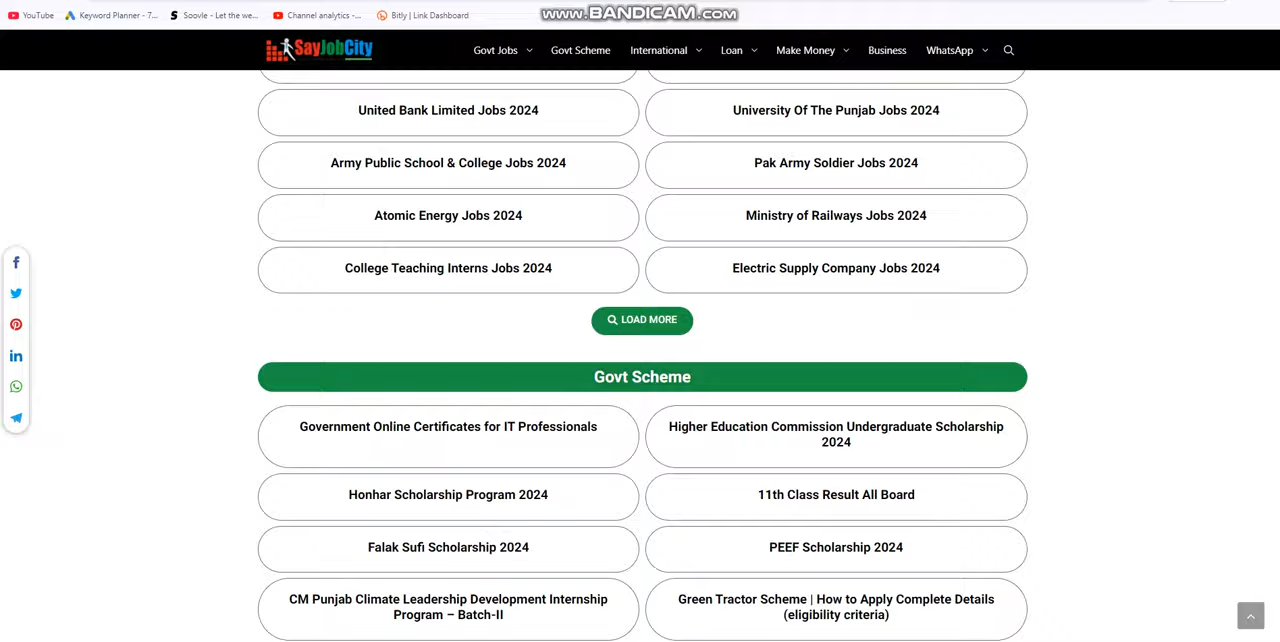 YouTube
Keyword Planner - 7...
Soovle - Let the we...
Channel analytics -...
Bitly | Link Dashboard
www.BANDICAM.com
SayJobCity
Govt Jobs
Govt Scheme
International
Loan
Make Money
Business
WhatsApp
United Bank Limited Jobs 2024
University Of The Punjab Jobs 2024
Army Public School & College Jobs 2024
Pak Army Soldier Jobs 2024
Atomic Energy Jobs 2024
Ministry of Railways Jobs 2024
College Teaching Interns Jobs 2024
Electric Supply Company Jobs 2024
LOAD MORE
Govt Scheme
Government Online Certificates for IT Professionals
Higher Education Commission Undergraduate Scholarship
2024
Honhar Scholarship Program 2024
11th Class Result All Board
Falak Sufi Scholarship 2024
PEEF Scholarship 2024
CM Punjab Climate Leadership Development Internship
Program – Batch-II
Green Tractor Scheme | How to Apply Complete Details
(eligibility criteria)